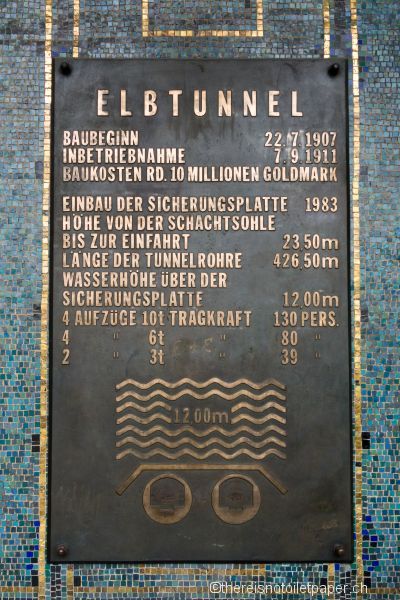 ELBTUNNEL
BAUBEGINN 22.7.1907
INBETRIEBNAHME 7.9.1911
BAUKOSTEN RD. 10 MILLIONEN GOLDMARK
EINBAU DER SICHERUNGSPLATTE 1983
HÖHE VON DER SCHACHTSOHLE
BIS ZUR EINFAHRT 23,50m
LÄNGE DER TUNNELROHRE 426,50m
WASSERHÖHE ÜBER DER
SICHERUNGSPLATTE 12,00m
4 AUFZÜGE 10t TRAGKRAFT 130 PERS.
4 " 6t " 80 "
2 " 3t " 39 "
12,00m
©thereisnotoiletpaper.ch